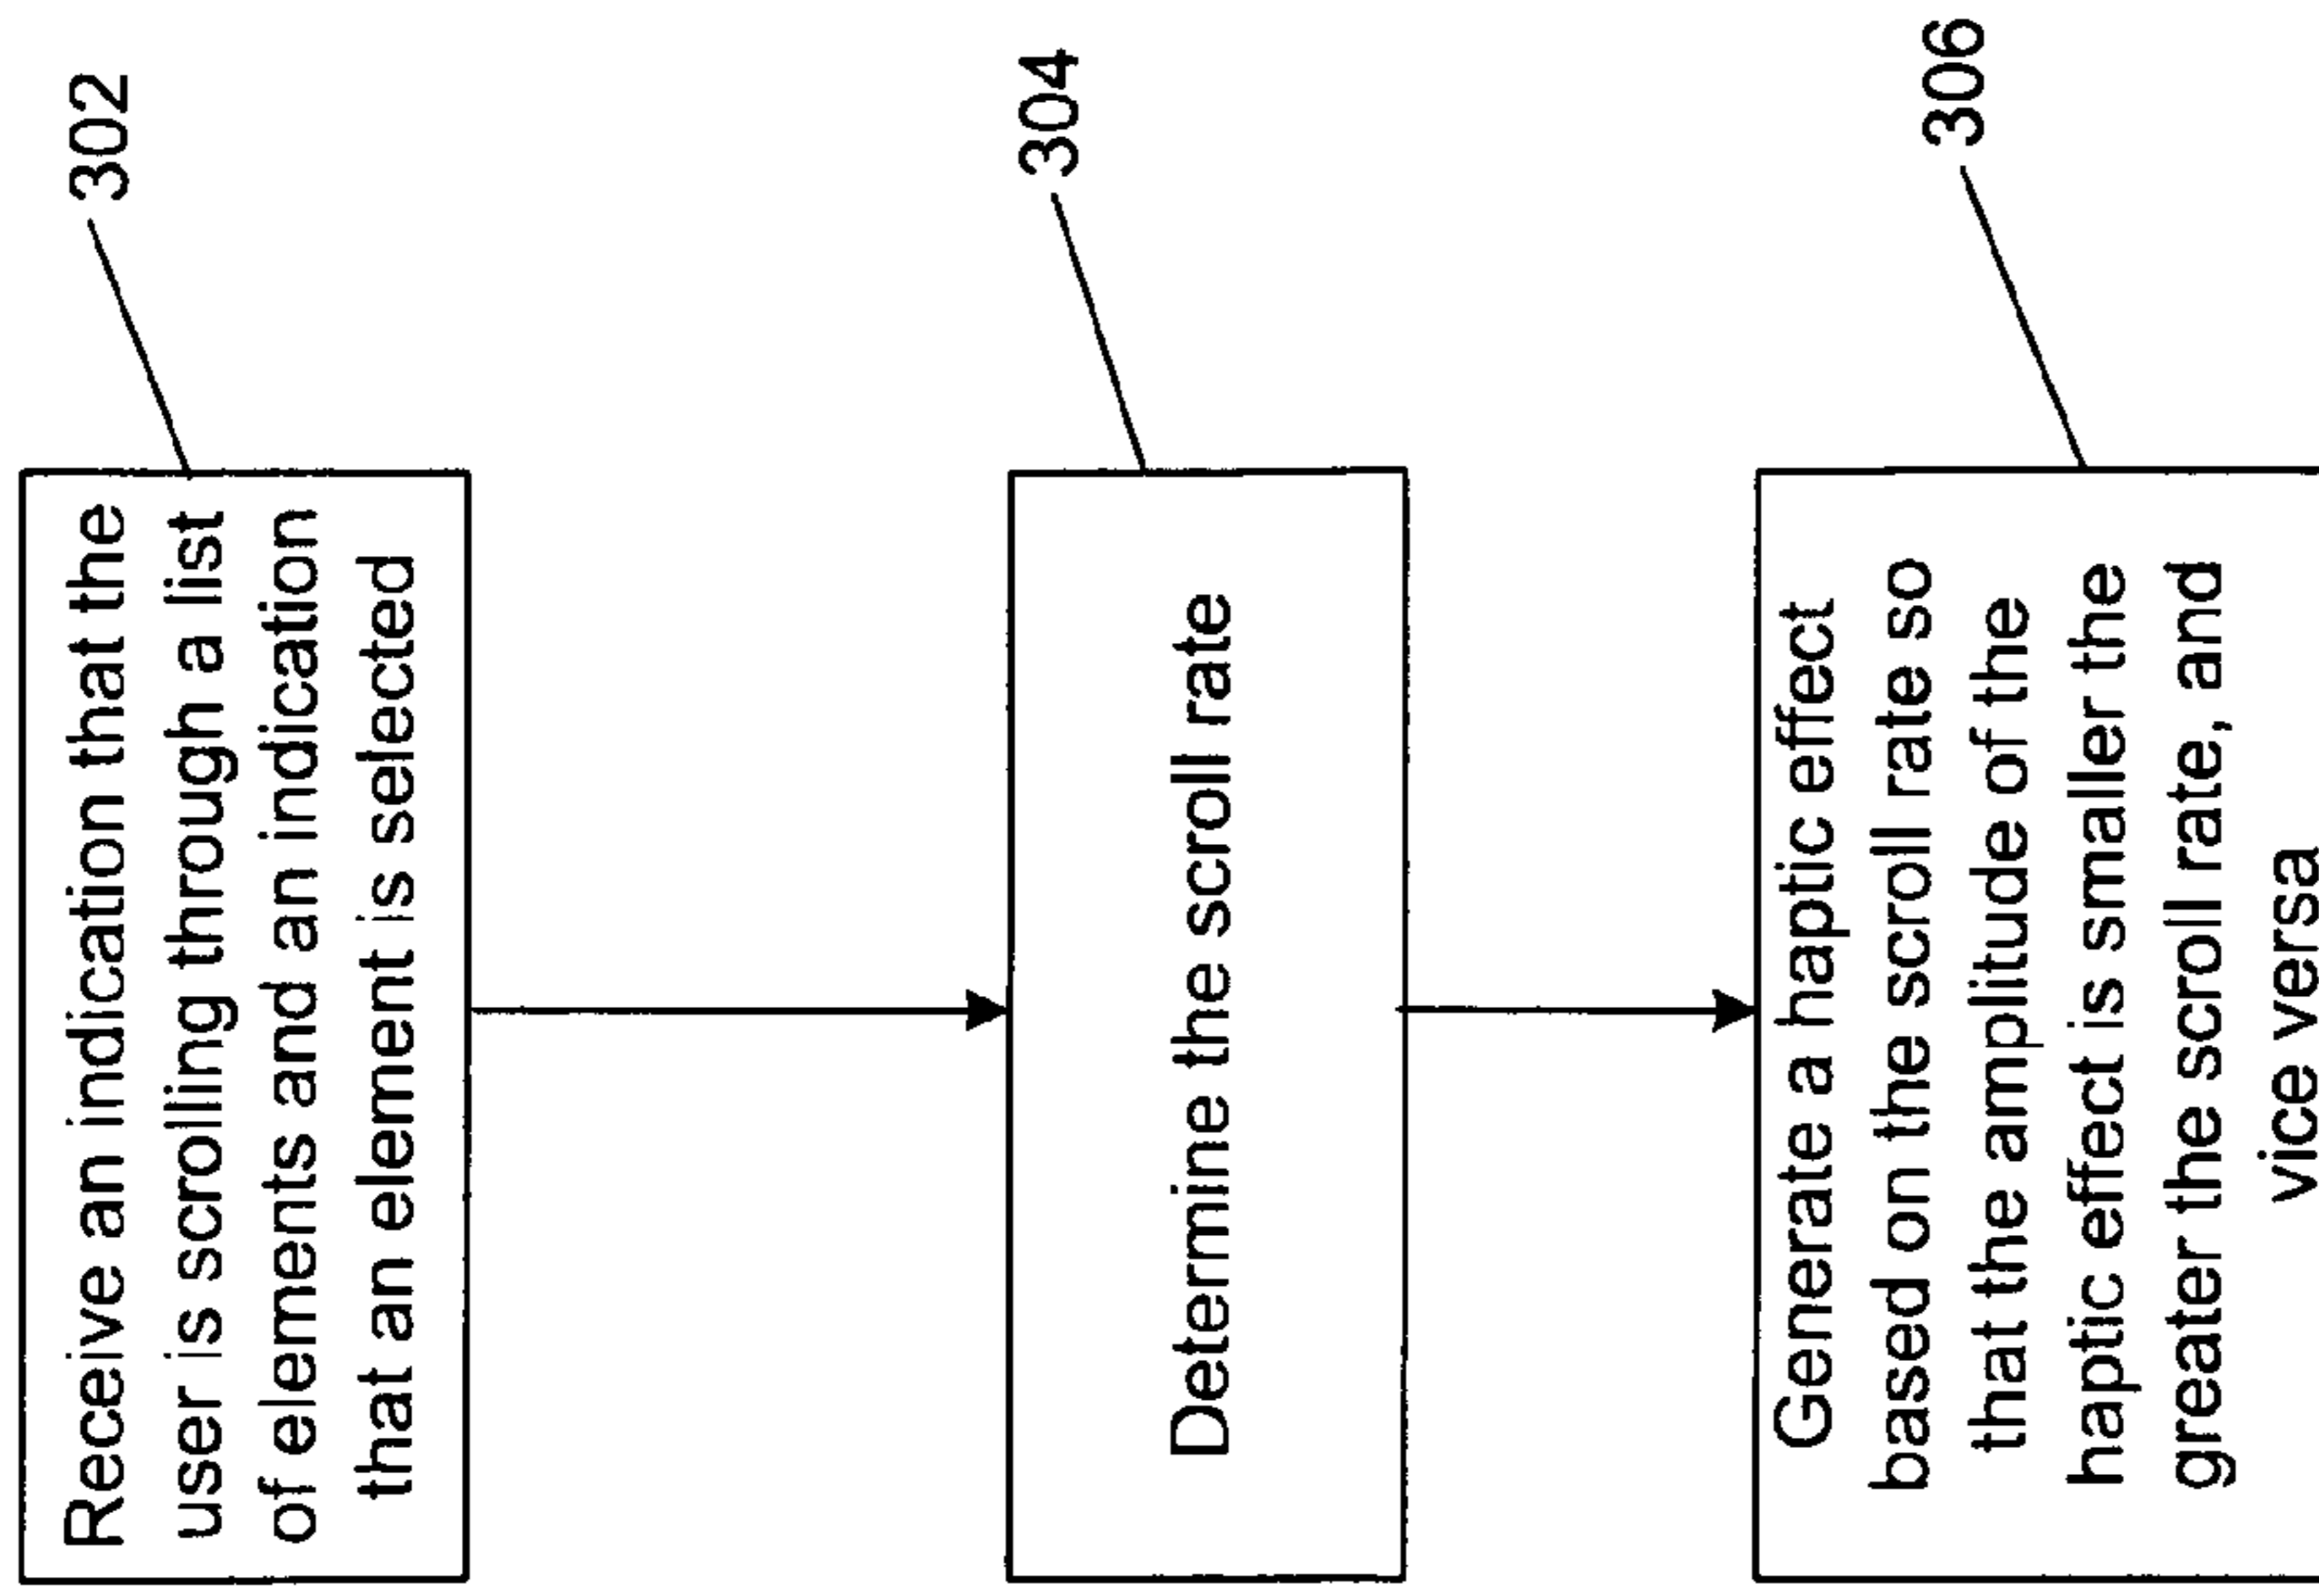 302
Receive an indication that the
user is scrolling through a list
of elements and an indication
that an element is selected
304
Determine the scroll rate
306
Generate a haptic effect
based on the scroll rate so
that the amplitude of the
haptic effect is smaller the
greater the scroll rate, and
vice versa